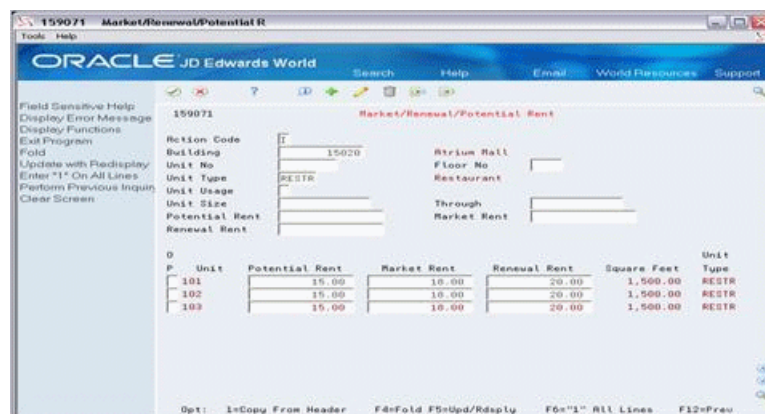 159071 Market/Renewal/Potential R
Tools Help
ORACLE JD Edwards World
Search Help Email World Resources Support
Field Sensitive Help
Display Error Message
Display Functions
Exit Program
Fold
Update with Redisplay
Enter "1" On All Lines
Perform Previous Inquiry
Clear Screen
159071 Market/Renewal/Potential Rent
Action Code I
Building 15020 Atrium Mall
Unit No Floor No
Unit Type RESTR Restaurant
Unit Usage
Unit Size Through
Potential Rent Market Rent
Renewal Rent
O Unit
P Unit Potential Rent Market Rent Renewal Rent Square Feet Type
101 15.00 18.00 20.00 1,500.00 RESTR
102 15.00 18.00 20.00 1,500.00 RESTR
103 15.00 18.00 20.00 1,500.00 RESTR
Opt: 1=Copy From Header F4=Fold F5=Upd/Rdsply F6="1" All Lines F12=Prev